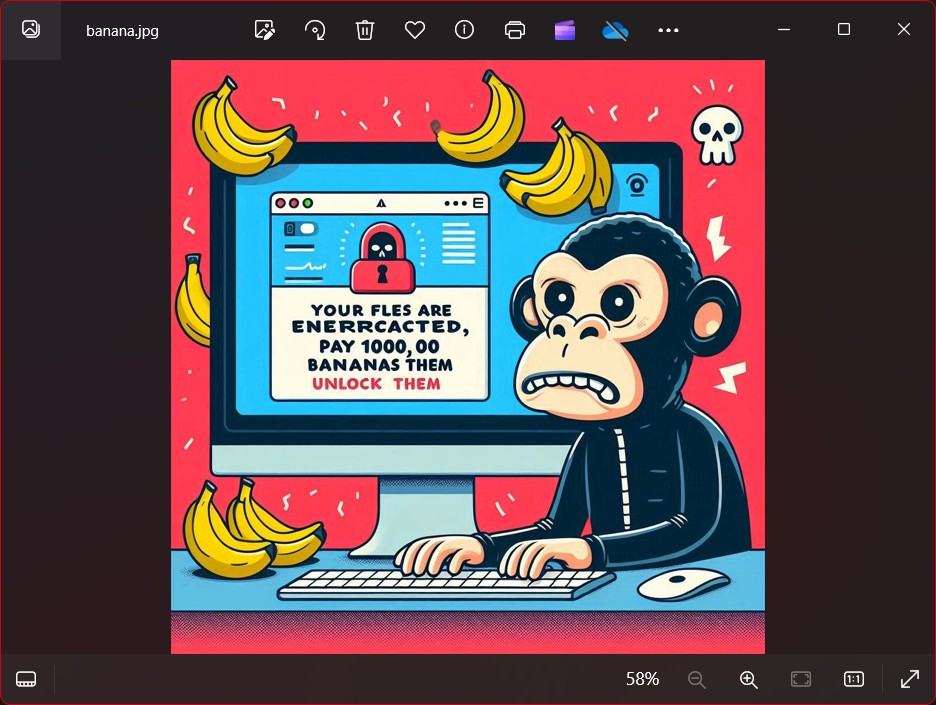 banana.jpg
YOUR FLES ARE
ENERRCACTED,
PAY 1000,00
BANANAS THEM
UNLOCK THEM
58%
1:1